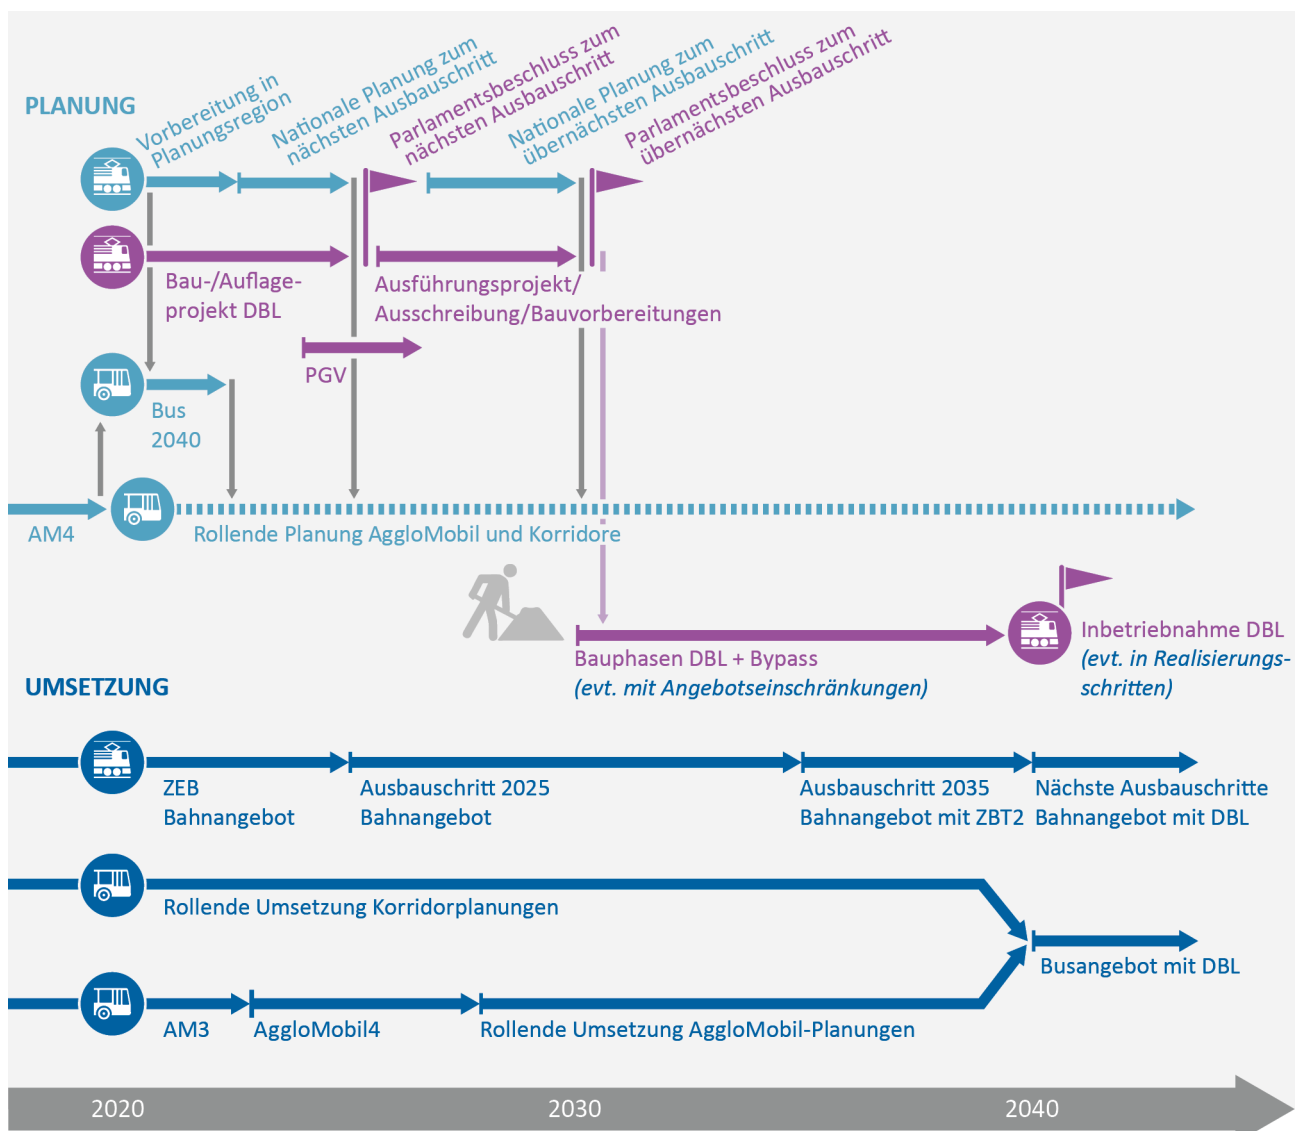 PLANUNG
Vorbereitung in
Planungsregion
Nationale Planung zum
nächsten Ausbauschritt
Parlamentsbeschluss zum
nächsten Ausbauschritt
Nationale Planung zum
übernächsten Ausbauschritt
Parlamentsbeschluss zum
übernächsten Ausbauschritt
Bau-/Auflage-
projekt DBL
Ausführungsprojekt/
Ausschreibung/Bauvorbereitungen
PGV
Bus
2040
AM4
Rollende Planung AggloMobil und Korridore
Bauphasen DBL + Bypass
(evt. mit Angebotseinschränkungen)
Inbetriebnahme DBL
(evt. in Realisierungs-
schritten)
UMSETZUNG
ZEB
Bahnangebot
Ausbauschritt 2025
Bahnangebot
Ausbauschritt 2035
Bahnangebot mit ZBT2
Nächste Ausbauschritte
Bahnangebot mit DBL
Rollende Umsetzung Korridorplanungen
Busangebot mit DBL
AM3
AggloMobil4
Rollende Umsetzung AggloMobil-Planungen
2020
2030
2040